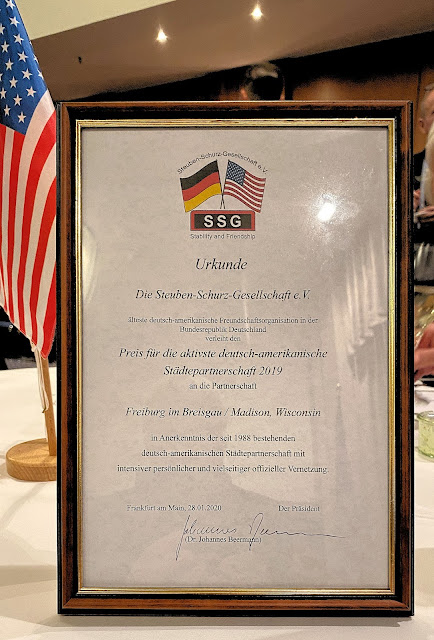 Steuben-Schurz-Gesellschaft e.V.
SSG
Stability and Friendship
Urkunde
Die Steuben-Schurz-Gesellschaft e.V.
älteste deutsch-amerikanische Freundschaftsorganisation in der
Bundesrepublik Deutschland
verleiht den
Preis für die aktivste deutsch-amerikanische
Städtepartnerschaft 2019
an die Partnerschaft
Freiburg im Breisgau / Madison, Wisconsin
in Anerkenntnis der seit 1988 bestehenden
deutsch-amerikanischen Städtepartnerschaft mit
intensiver persönlicher und vielseitiger offizieller Vernetzung.
Frankfurt am Main, 28.01.2020 Der Präsident
Johannes Beermann
(Dr. Johannes Beermann)